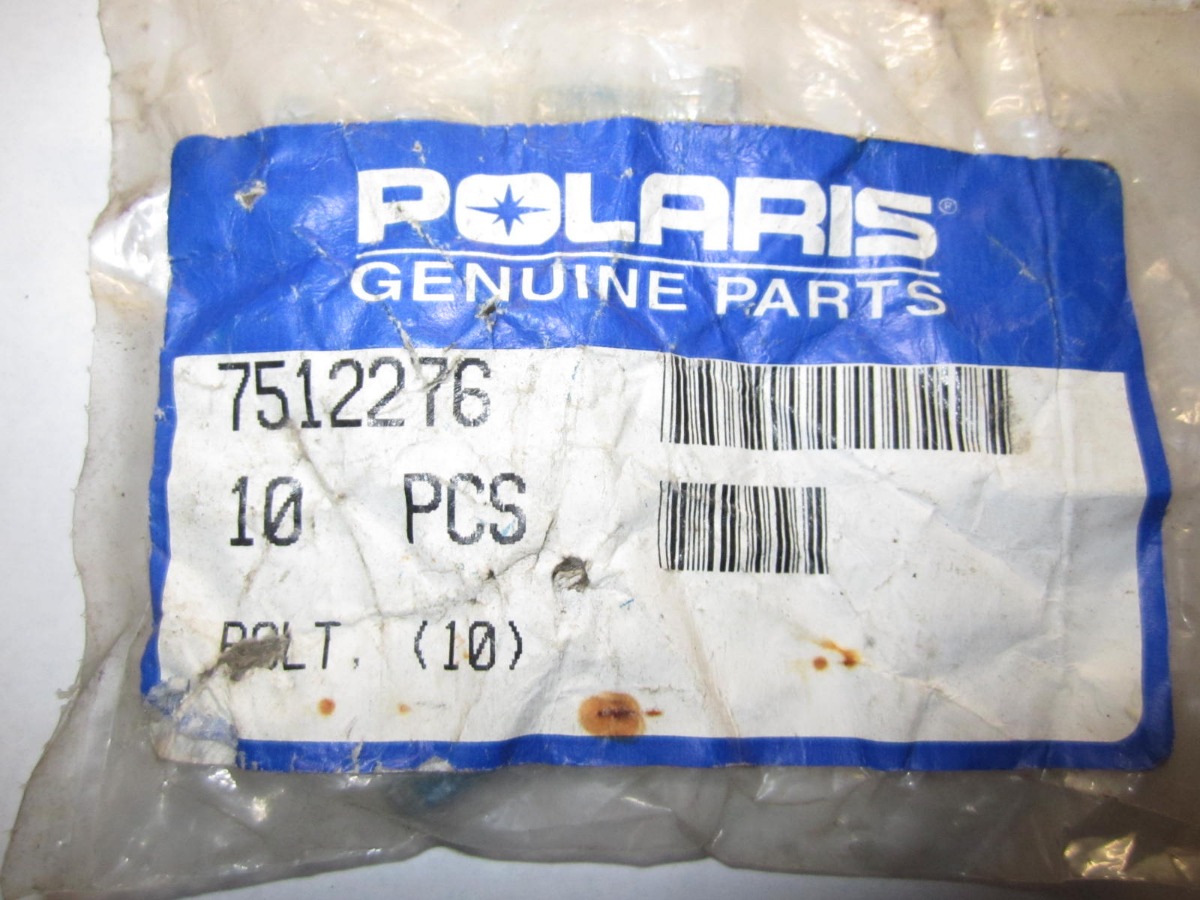 POLARIS®
GENUINE PARTS
7512276
10 PCS
BOLT, (10)